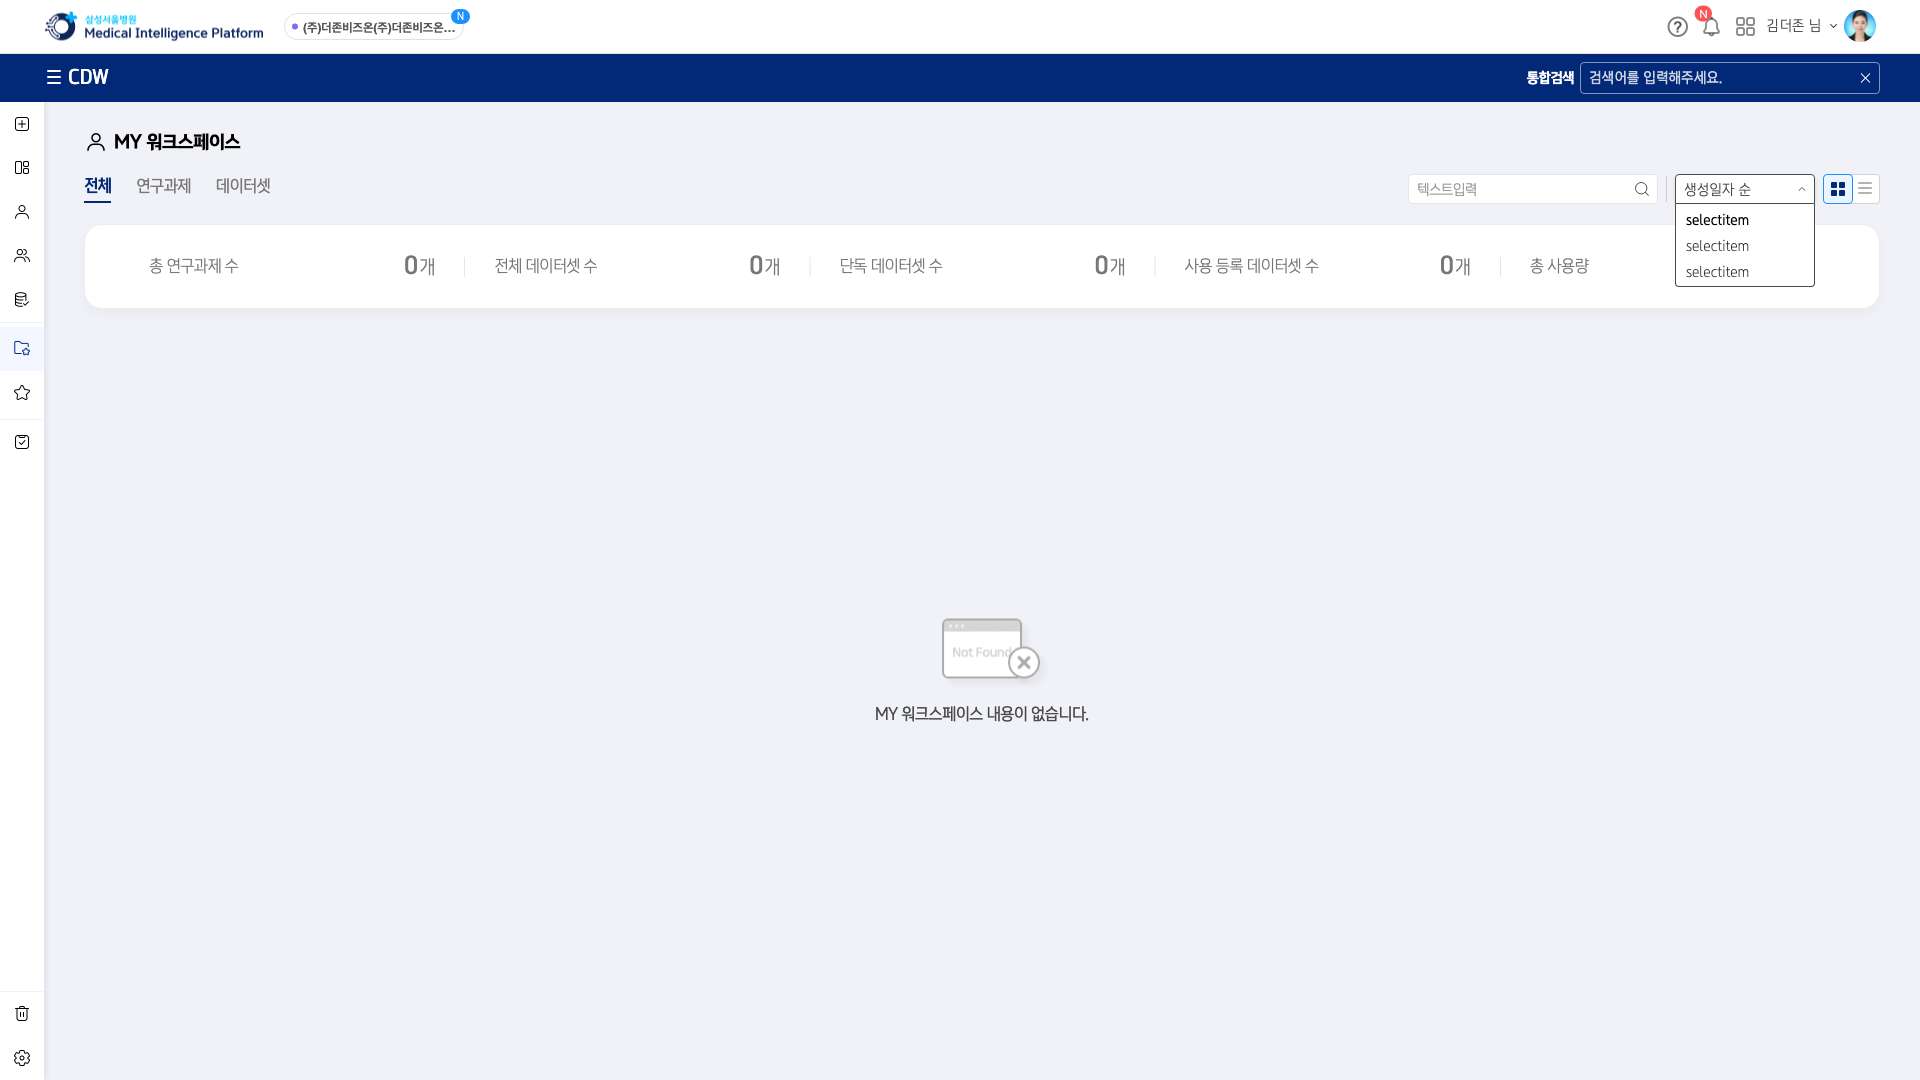 삼성서울병원
Medical Intelligence Platform
(주)더존비즈온(주)더존비즈온...
N
N
김더존 님
CDW
통합검색
검색어를 입력해주세요.
MY 워크스페이스
전체
연구과제
데이터셋
텍스트입력
생성일자 순
selectitem
selectitem
selectitem
총 연구과제 수
0개
전체 데이터셋 수
0개
단독 데이터셋 수
0개
사용 등록 데이터셋 수
0개
총 사용량
Not Found
MY 워크스페이스 내용이 없습니다.